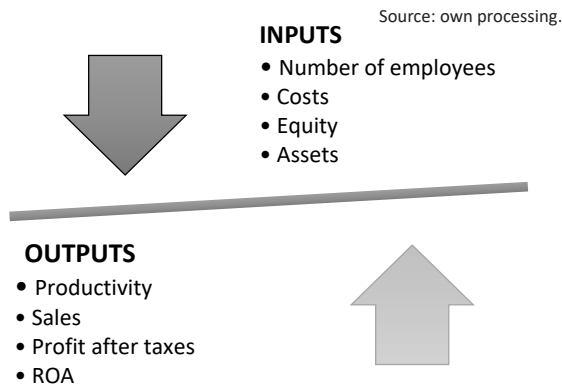 Source: own processing.
INPUTS
• Number of employees
• Costs
• Equity
• Assets
OUTPUTS
• Productivity
• Sales
• Profit after taxes
• ROA